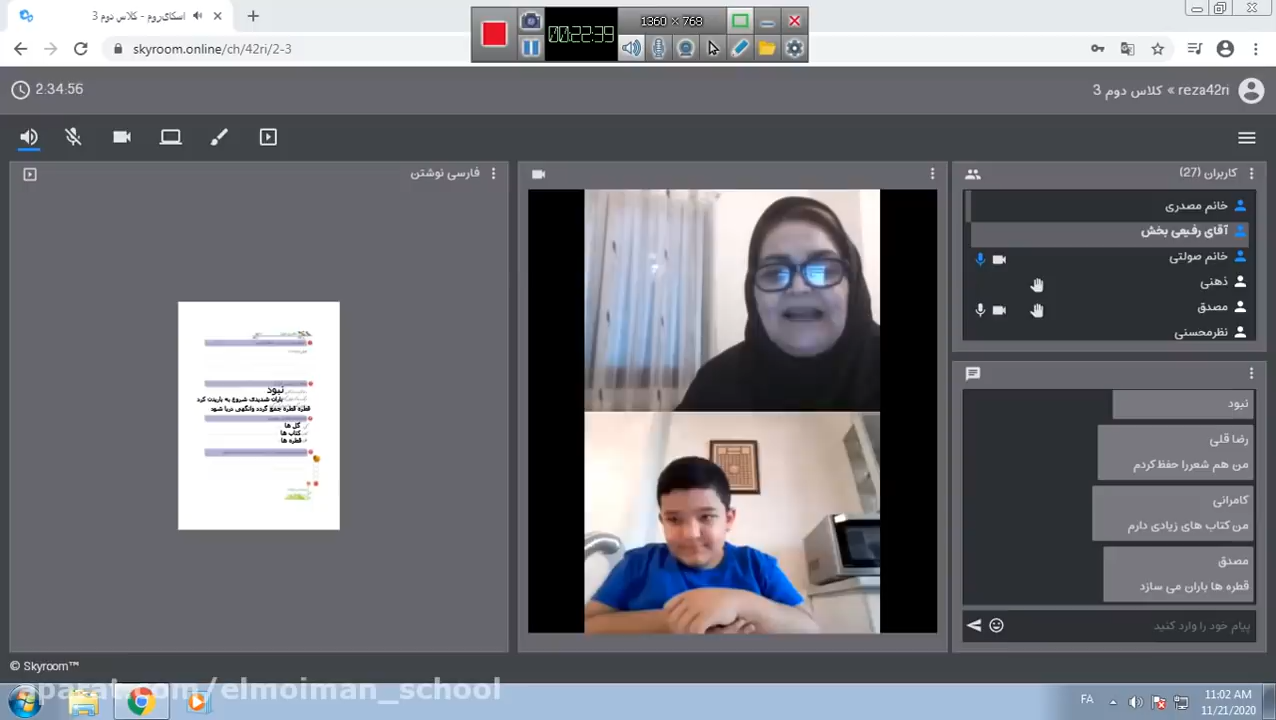 اسکای‌روم - کلاس دوم 3
00:22:39
1360 × 768
skyroom.online/ch/42ri/2-3
2:34:56
reza42ri » کلاس دوم 3
فارسی نوشتن
نبود
باران شدیدی شروع به باریدن کرد
قطره قطره جمع گردد وانگهی دریا شود
گل ها
کتاب ها
قطره ها
کاربران (27)
خانم مصدری
آقای رفیعی بخش
خانم صولتی
ذهنی
مصدق
نظرمحسنی
نبود
رضا قلی
من هم شعررا حفظ کردم
کامرانی
من کتاب های زیادی دارم
مصدق
قطره ها باران می سازد
پیام خود را وارد کنید
© Skyroom™
aparat.com/elmoiman_school
FA
11:02 AM
11/21/2020